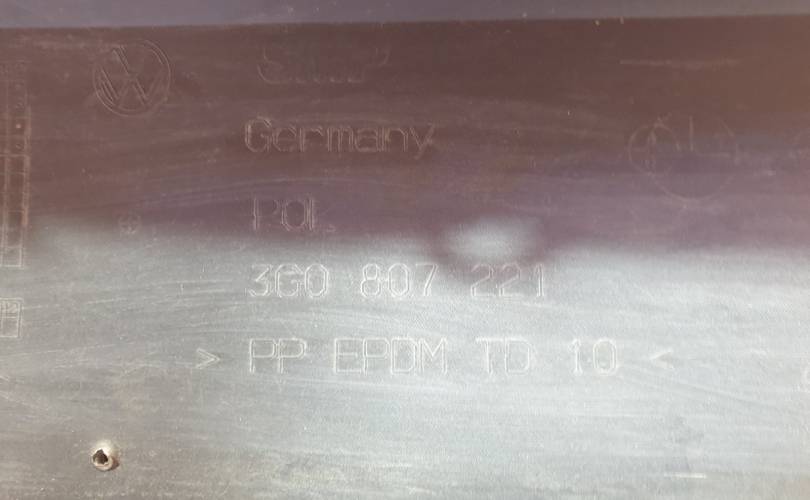 Germany
POL
3G0 807 221
> PP EPDM TD 10 <